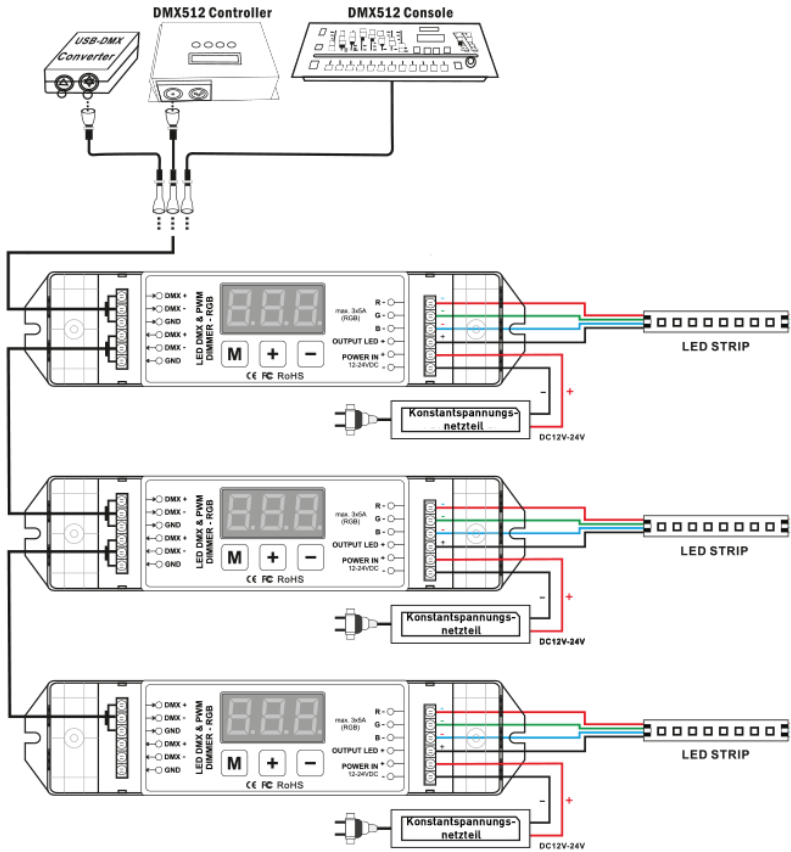 DMX512 Controller
DMX512 Console
USB-DMX
Converter
DMX +
DMX -
GND
DMX +
DMX -
GND
LED DMX & PWM
DIMMER - RGB
888
M
+
−
CE FC RoHS
max. 3x5A
(RGB)
R -
G -
B -
OUTPUT LED +
POWER IN +
12-24VDC -
-
-
-
+
LED STRIP
- +
Konstantspannungs-
netzteil
DC12V-24V
DMX +
DMX -
GND
DMX +
DMX -
GND
LED DMX & PWM
DIMMER - RGB
888
M
+
−
CE FC RoHS
max. 3x5A
(RGB)
R -
G -
B -
OUTPUT LED +
POWER IN +
12-24VDC -
-
-
-
+
LED STRIP
- +
Konstantspannungs-
netzteil
DC12V-24V
DMX +
DMX -
GND
DMX +
DMX -
GND
LED DMX & PWM
DIMMER - RGB
888
M
+
−
CE FC RoHS
max. 3x5A
(RGB)
R -
G -
B -
OUTPUT LED +
POWER IN +
12-24VDC -
-
-
-
+
LED STRIP
- +
Konstantspannungs-
netzteil
DC12V-24V